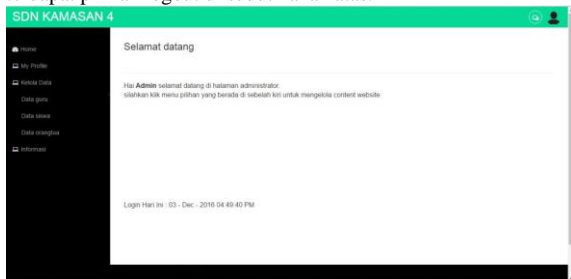 SDN KAMASAN 4
Home
My Profile
Kelola Data
Data guru
Data siswa
Data orangtua
Informasi
Selamat datang
Hai Admin selamat datang di halaman administrator.
silahkan klik menu pilihan yang berada di sebelah kiri untuk mengelola content website
Login Hari Ini : 03 - Dec - 2016 04:49:40 PM